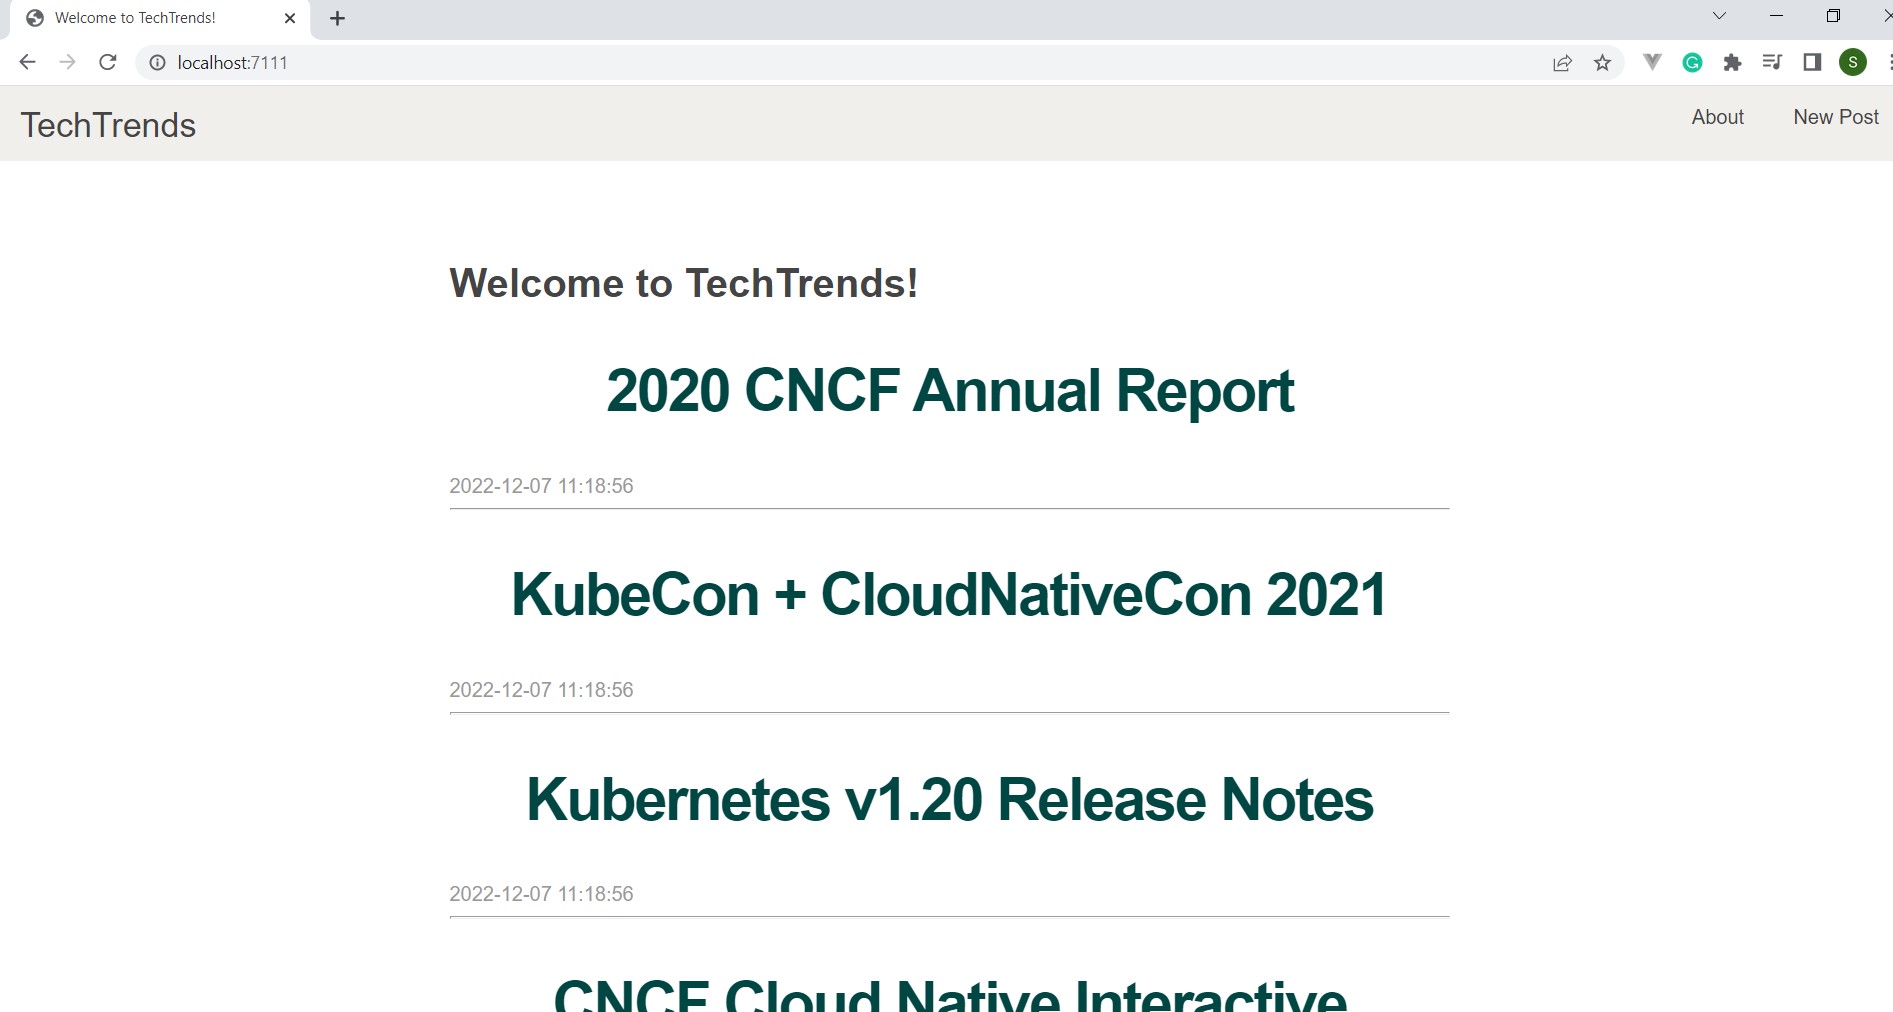 Welcome to TechTrends!
localhost:7111
S
TechTrends
About
New Post
Welcome to TechTrends!
2020 CNCF Annual Report
2022-12-07 11:18:56
KubeCon + CloudNativeCon 2021
2022-12-07 11:18:56
Kubernetes v1.20 Release Notes
2022-12-07 11:18:56
CNCF Cloud Native Interactive